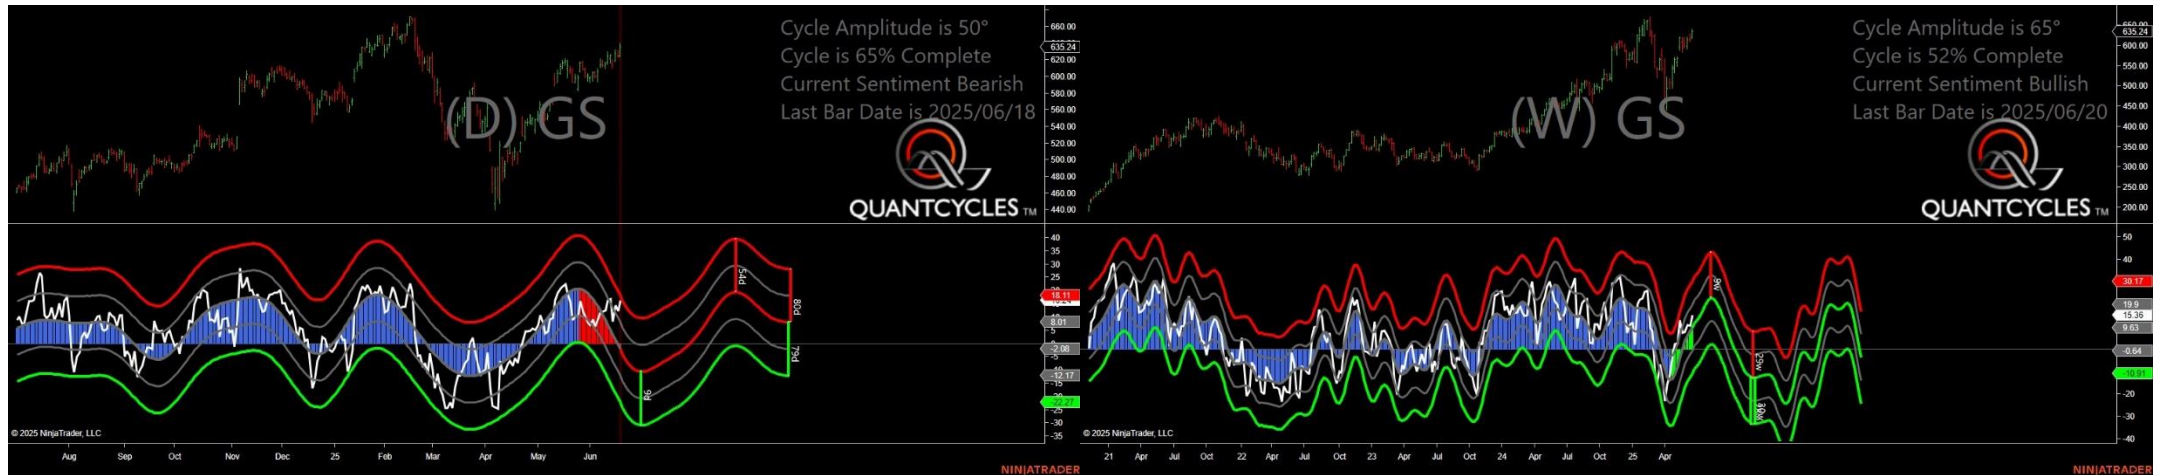 Cycle Amplitude is 50°
Cycle is 65% Complete
Current Sentiment Bearish
Last Bar Date is 2025/06/18
(D) GS
QUANTCYCLES TM
660.00
635.24
620.00
600.00
580.00
560.00
540.00
520.00
500.00
480.00
460.00
440.00
40
35
30
25
20
18.11
8.01
5
-2.08
-12.17
-22.27
-25
-30
-35
54d
80d
79d
9d
© 2025 NinjaTrader, LLC
Aug Sep Oct Nov Dec 25 Feb Mar Apr May Jun
NINJATRADER
Cycle Amplitude is 65°
Cycle is 52% Complete
Current Sentiment Bullish
Last Bar Date is 2025/06/20
(W) GS
QUANTCYCLES TM
650.00
635.24
600.00
550.00
500.00
450.00
400.00
350.00
300.00
250.00
200.00
50
40
30.17
19.9
15.36
9.63
-0.64
-10.91
-20
-30
-40
9w
29w
© 2025 NinjaTrader, LLC
21 Apr Jul Oct 22 Apr Jul Oct 23 Apr Jul Oct 24 Apr Jul Oct 25 Apr
NINJATRADER